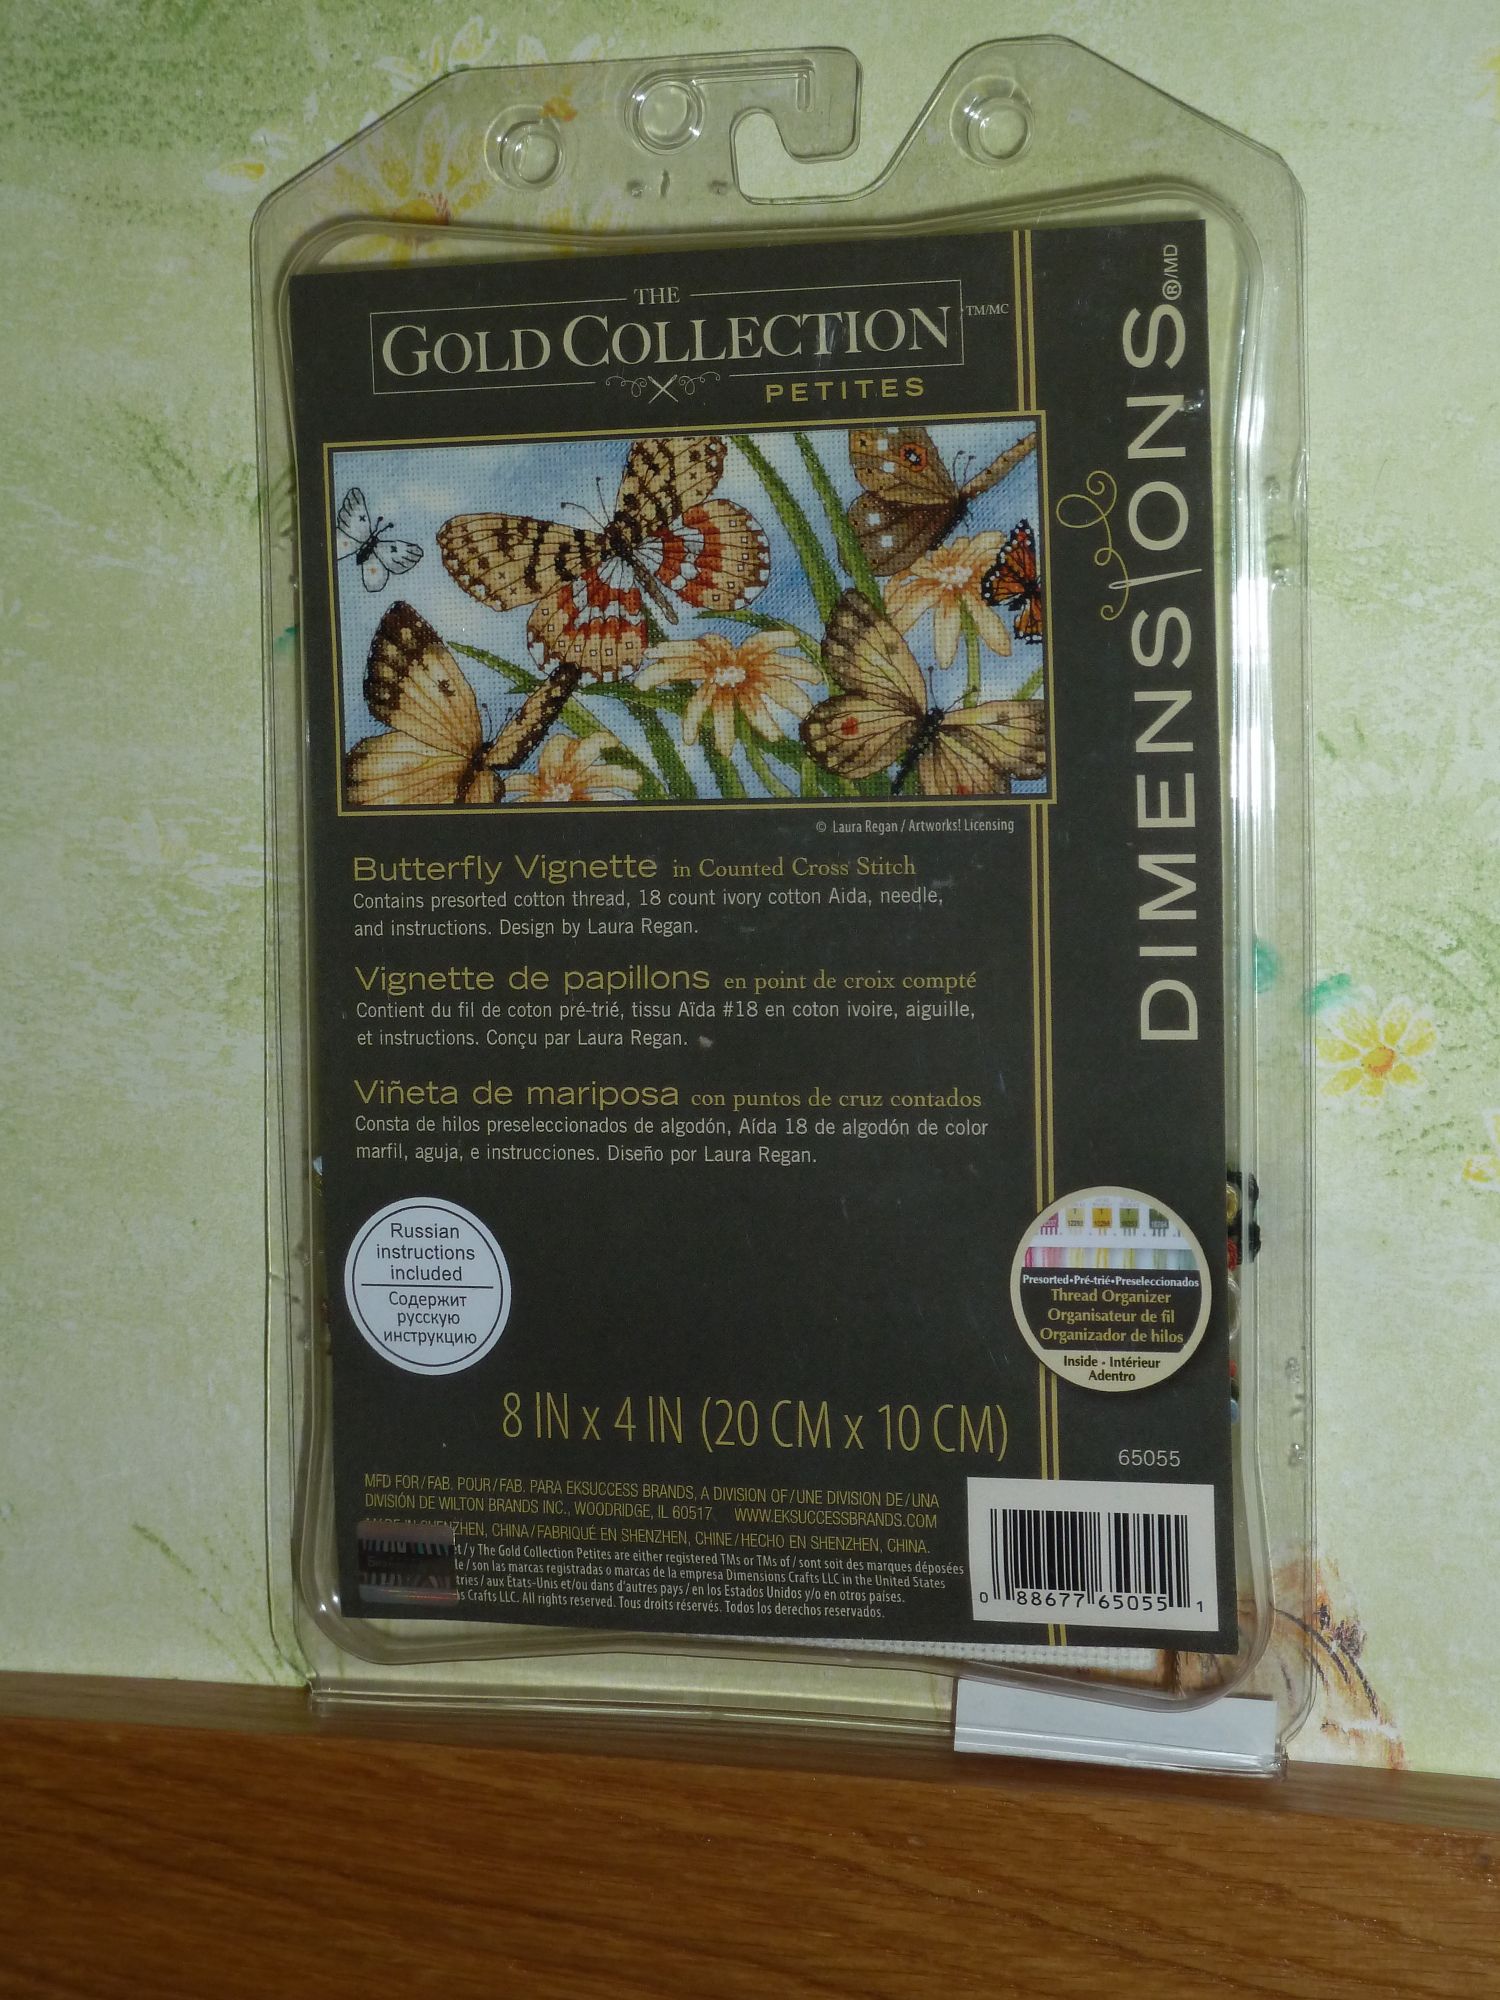 THE
GOLD COLLECTION TM/MC
PETITES
DIMENSIONS®/MD
© Laura Regan / Artworks! Licensing
Butterfly Vignette in Counted Cross Stitch
Contains presorted cotton thread, 18 count ivory cotton Aida, needle,
and instructions. Design by Laura Regan.
Vignette de papillons en point de croix compté
Contient du fil de coton pré-trié, tissu Aïda #18 en coton ivoire, aiguille,
et instructions. Conçu par Laura Regan.
Viñeta de mariposa con puntos de cruz contados
Consta de hilos preseleccionados de algodón, Aída 18 de algodón de color
marfil, aguja, e instrucciones. Diseño por Laura Regan.
Russian
instructions
included
Содержит
русскую
инструкцию
Presorted•Pré-trié•Preseleccionados
Thread Organizer
Organisateur de fil
Organizador de hilos
Inside - Intérieur
Adentro
8 IN x 4 IN (20 CM x 10 CM)
65055
MFD FOR/FAB. POUR/FAB. PARA EKSUCCESS BRANDS, A DIVISION OF/UNE DIVISION DE/UNA
DIVISIÓN DE WILTON BRANDS INC., WOODRIDGE, IL 60517 WWW.EKSUCCESSBRANDS.COM
CHINA/FABRIQUÉ EN SHENZHEN, CHINE/HECHO EN SHENZHEN, CHINA.
/y The Gold Collection Petites are either registered TMs or TMs of / sont soit des marques déposées
/ son las marcas registradas o marcas de la empresa Dimensions Crafts LLC in the United States
/ aux États-Unis et/ou dans d'autres pays / en los Estados Unidos y/o en otros países.
Crafts LLC. All rights reserved. Tous droits réservés. Todos los derechos reservados.
0 88677 65055 1